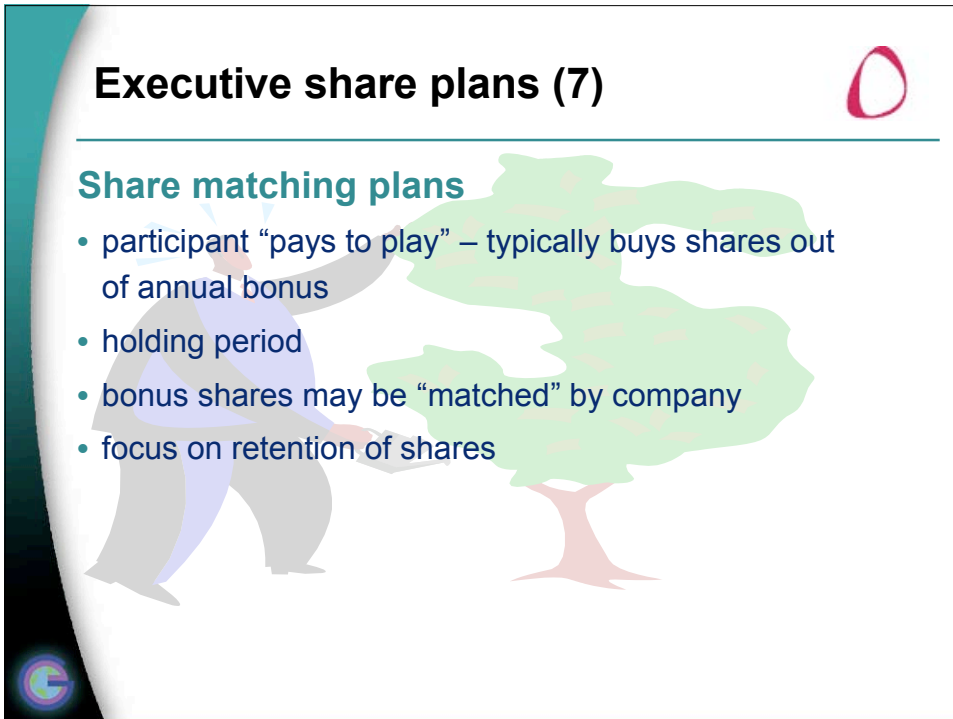 Executive share plans (7)
Share matching plans
• participant “pays to play” – typically buys shares out
of annual bonus
• holding period
• bonus shares may be “matched” by company
• focus on retention of shares